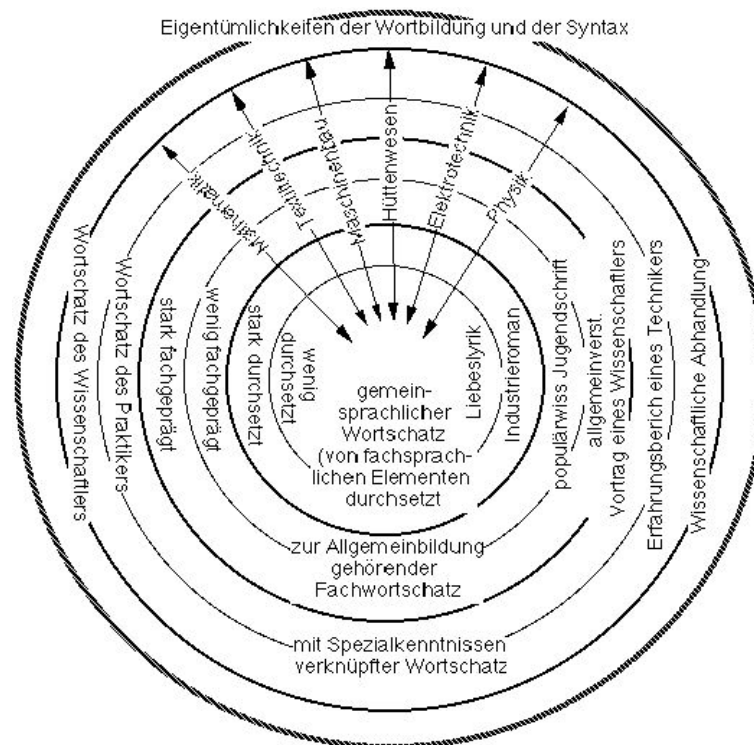 Eigentümlichkeifen der Wortbildung und der Syntax
Mathematik
Textiltechnik
Maschinenbau
Hüttenwesen
Elektrotechnik
Physik
Wortschatz des Wissenschaftlers
Wortschatz des Praktikers
stark fachgeprägt
wenig fachgeprägt
stark durchsetzt
wenig
durchsetzt
Liebeslyrik
Industrieroman
populärwiss Jugendschrift
allgemeinverst.
Vortrag eines Wissenschaftlers
Erfahrungsberich eines Technikers
Wissenschaftliche Abhandlung
gemein-
sprachlicher
Wortschatz
(von fachsprach-
lichen Elementen
durchsetzt
zur Allgemeinbildung
gehörender
Fachwortschatz
mit Spezialkenntnissen
verknüpfter Wortschatz